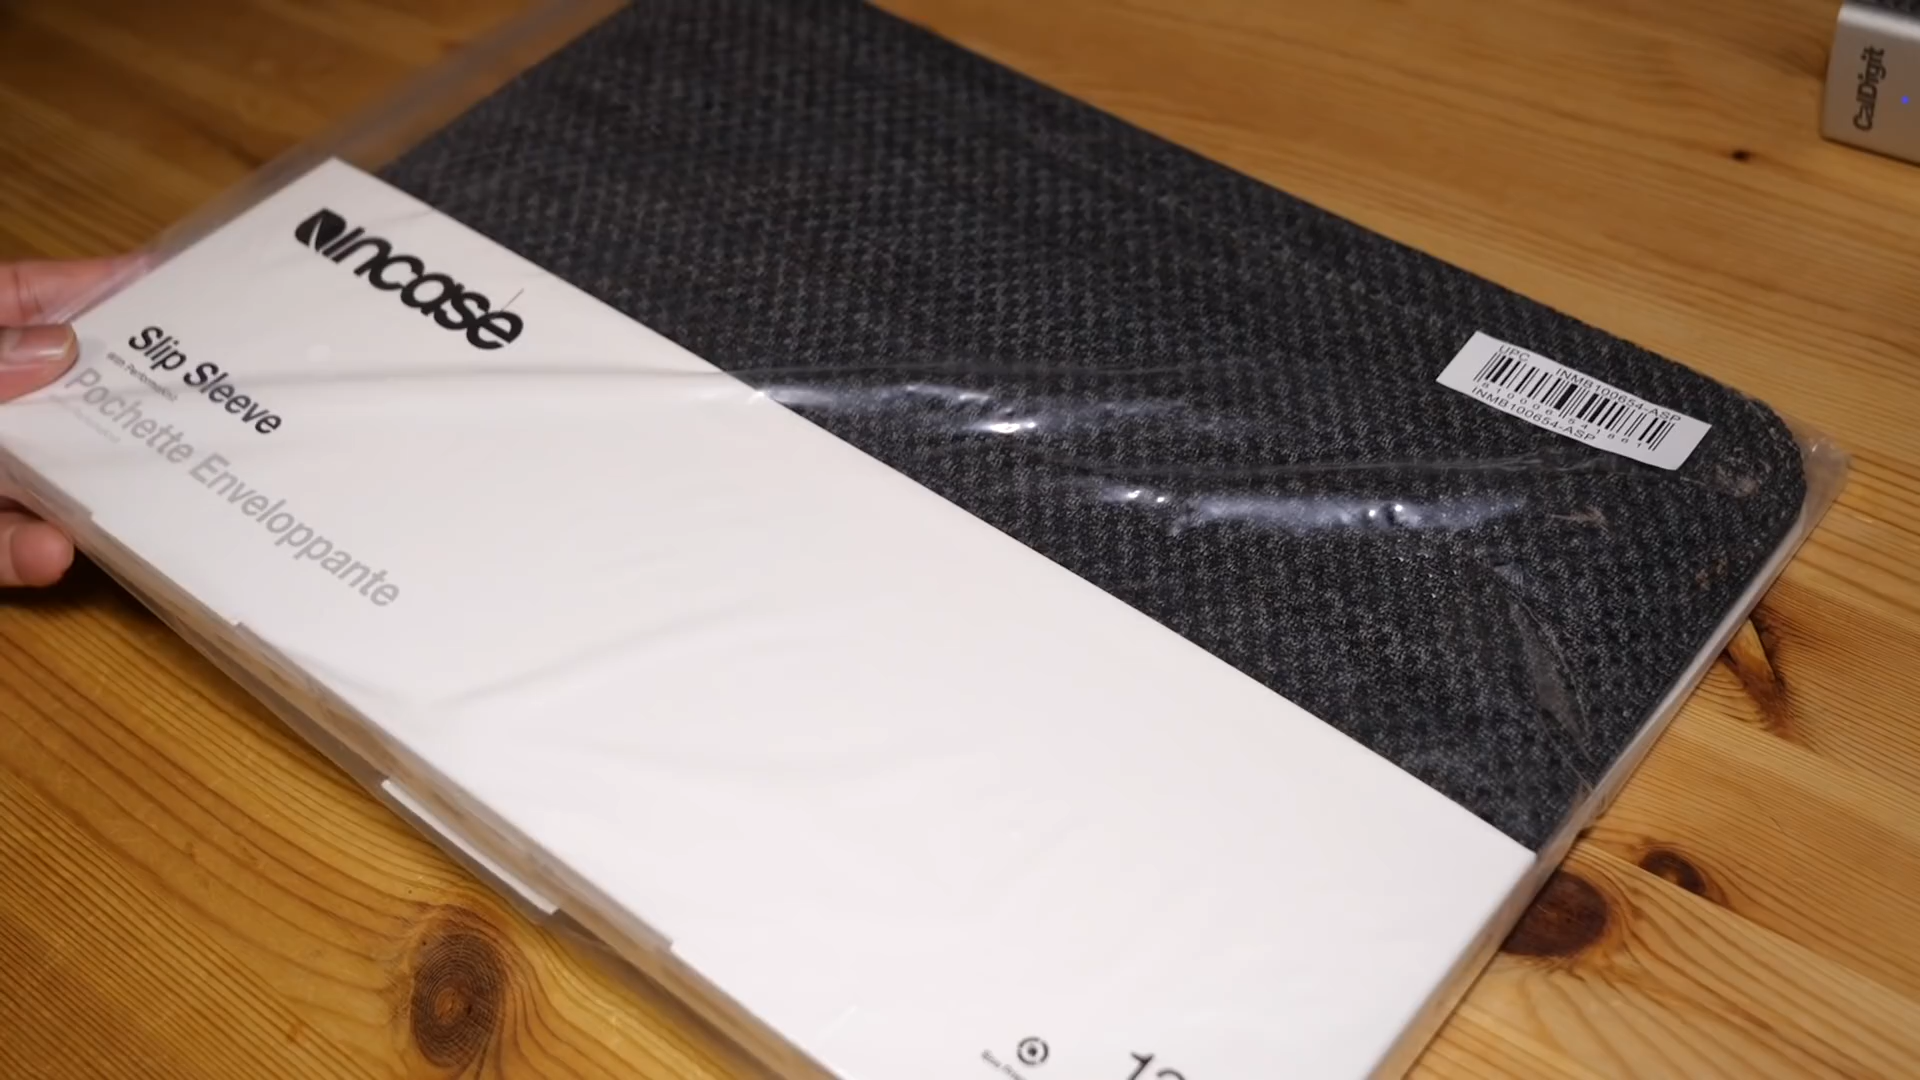 incase
Slip Sleeve
Pochette Enveloppante
UPC
INMB100654-ASP
INMB100654-ASP
CalDigit